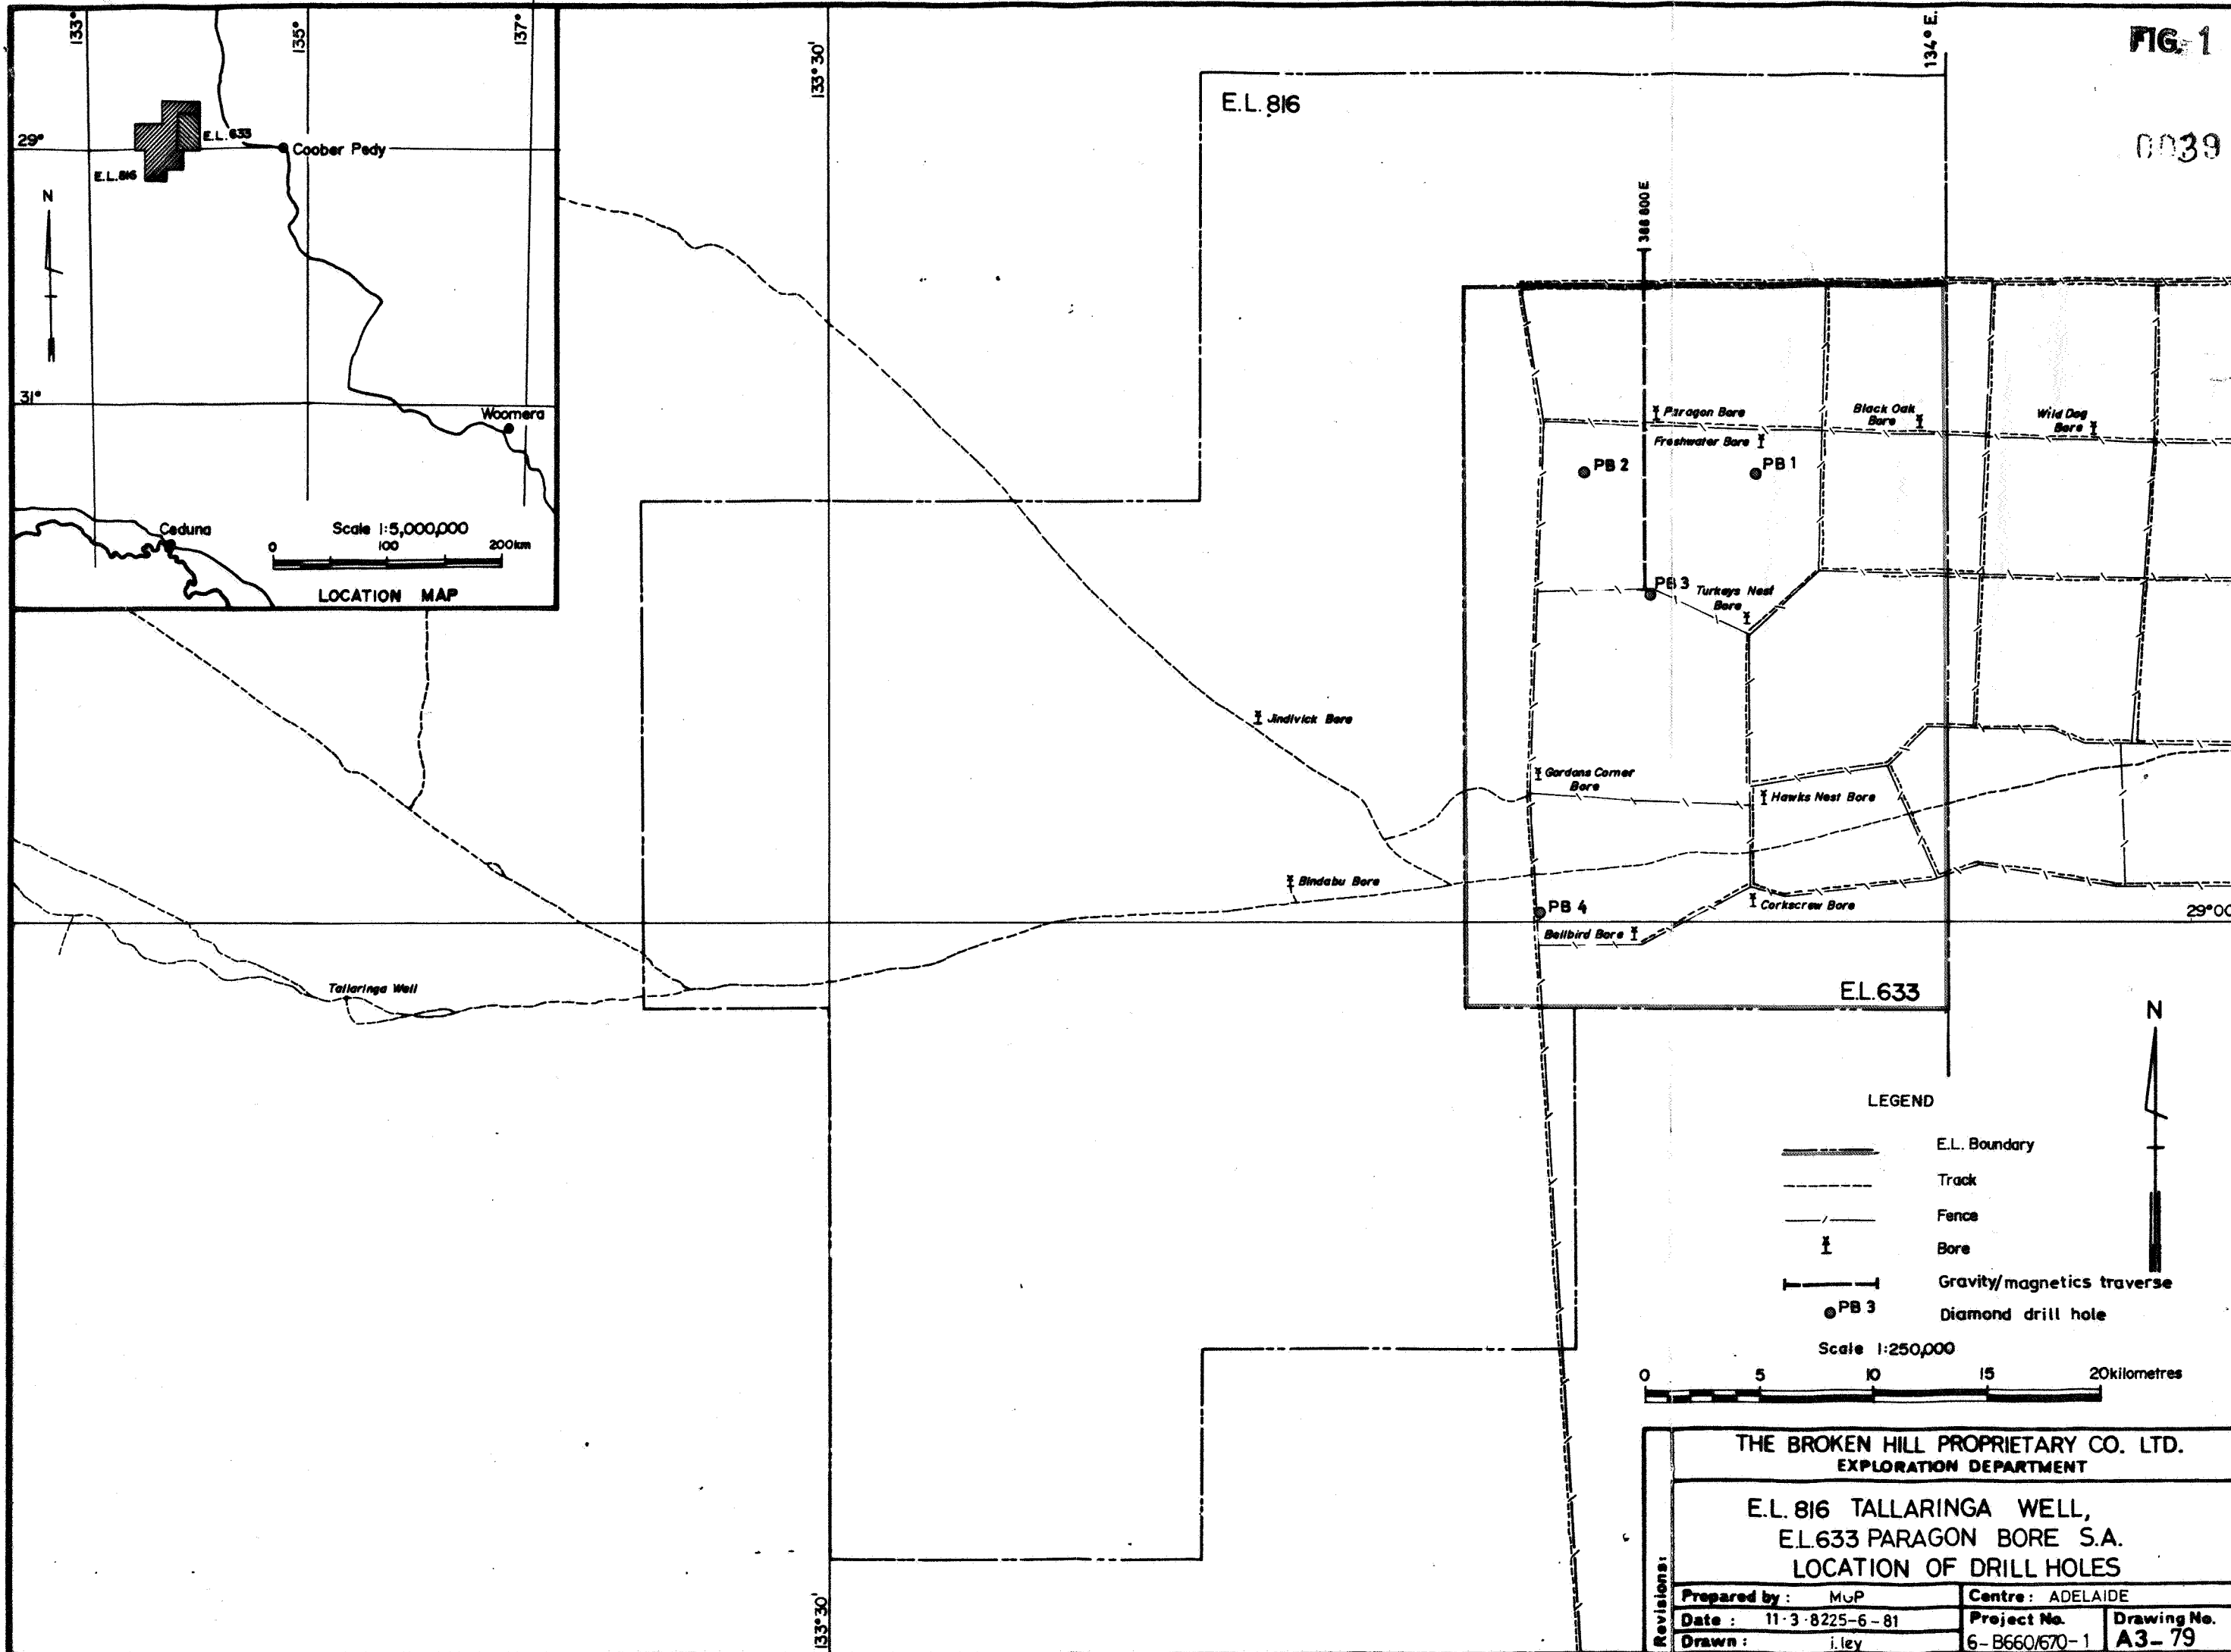 FIG. 1
0039
133°
135°
137°
29°
31°
E.L. 633
E.L. 816
Coober Pedy
N
Woomera
Ceduna
Scale 1:5,000,000
0 100 200km
LOCATION MAP
133°30'
134° E.
E.L. 816
388 800 E
Paragon Bore
Freshwater Bore
Black Oak
Bore
Wild Dog
Bore
PB 2
PB 1
PB 3
Turkeys Nest
Bore
Jindivick Bore
Gordons Corner
Bore
Hawks Nest Bore
Bindabu Bore
PB 4
Corkscrew Bore
29°00
Bellbird Bore
Tallaringa Well
E.L. 633
N
LEGEND
E.L. Boundary
Track
Fence
Bore
Gravity/magnetics traverse
PB 3
Diamond drill hole
Scale 1:250,000
0 5 10 15 20kilometres
133°30'
THE BROKEN HILL PROPRIETARY CO. LTD.
EXPLORATION DEPARTMENT
E.L. 816 TALLARINGA WELL,
E.L.633 PARAGON BORE S.A.
LOCATION OF DRILL HOLES
Revisions:
Prepared by:
Centre: ADELAIDE
Date: 11·3·8225-6-81
Project No.
6-B660/670-1
Drawing No.
A3-79
Drawn: i.ley